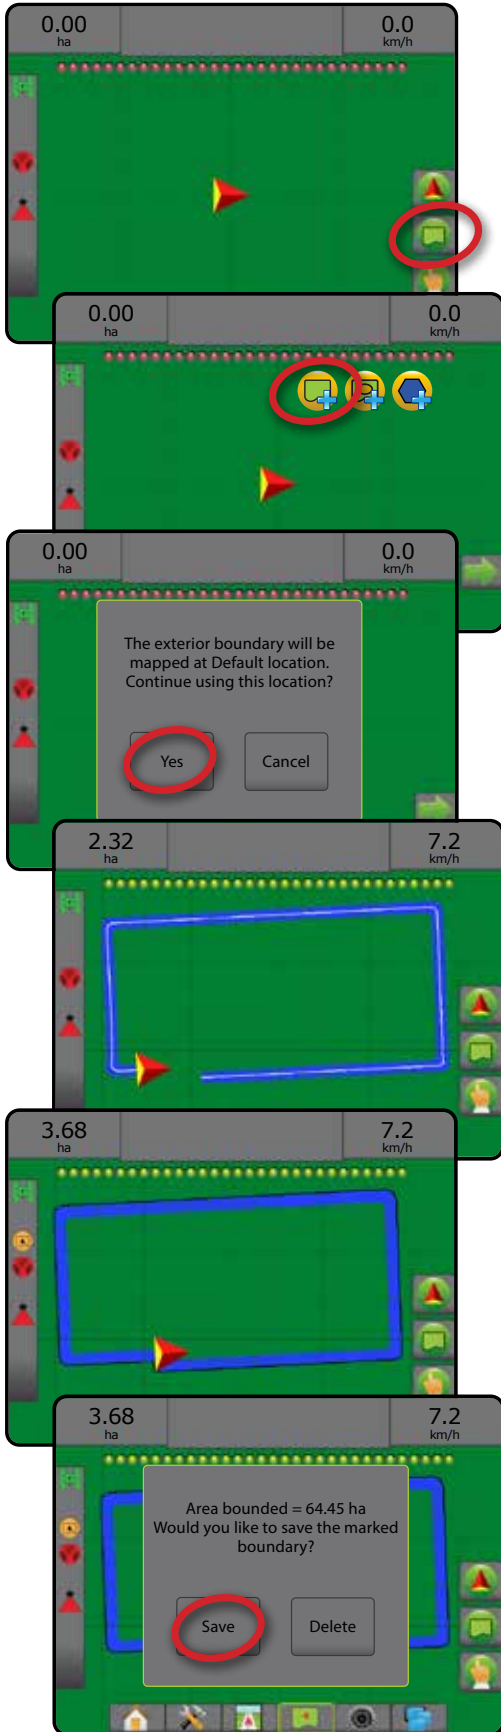 0.00 0.0
ha km/h
0.00 0.0
ha km/h
0.00 0.0
ha km/h
The exterior boundary will be
mapped at Default location.
Continue using this location?
Yes Cancel
2.32 7.2
ha km/h
3.68 7.2
ha km/h
3.68 7.2
ha km/h
Area bounded = 64.45 ha
Would you like to save the marked
boundary?
Save Delete